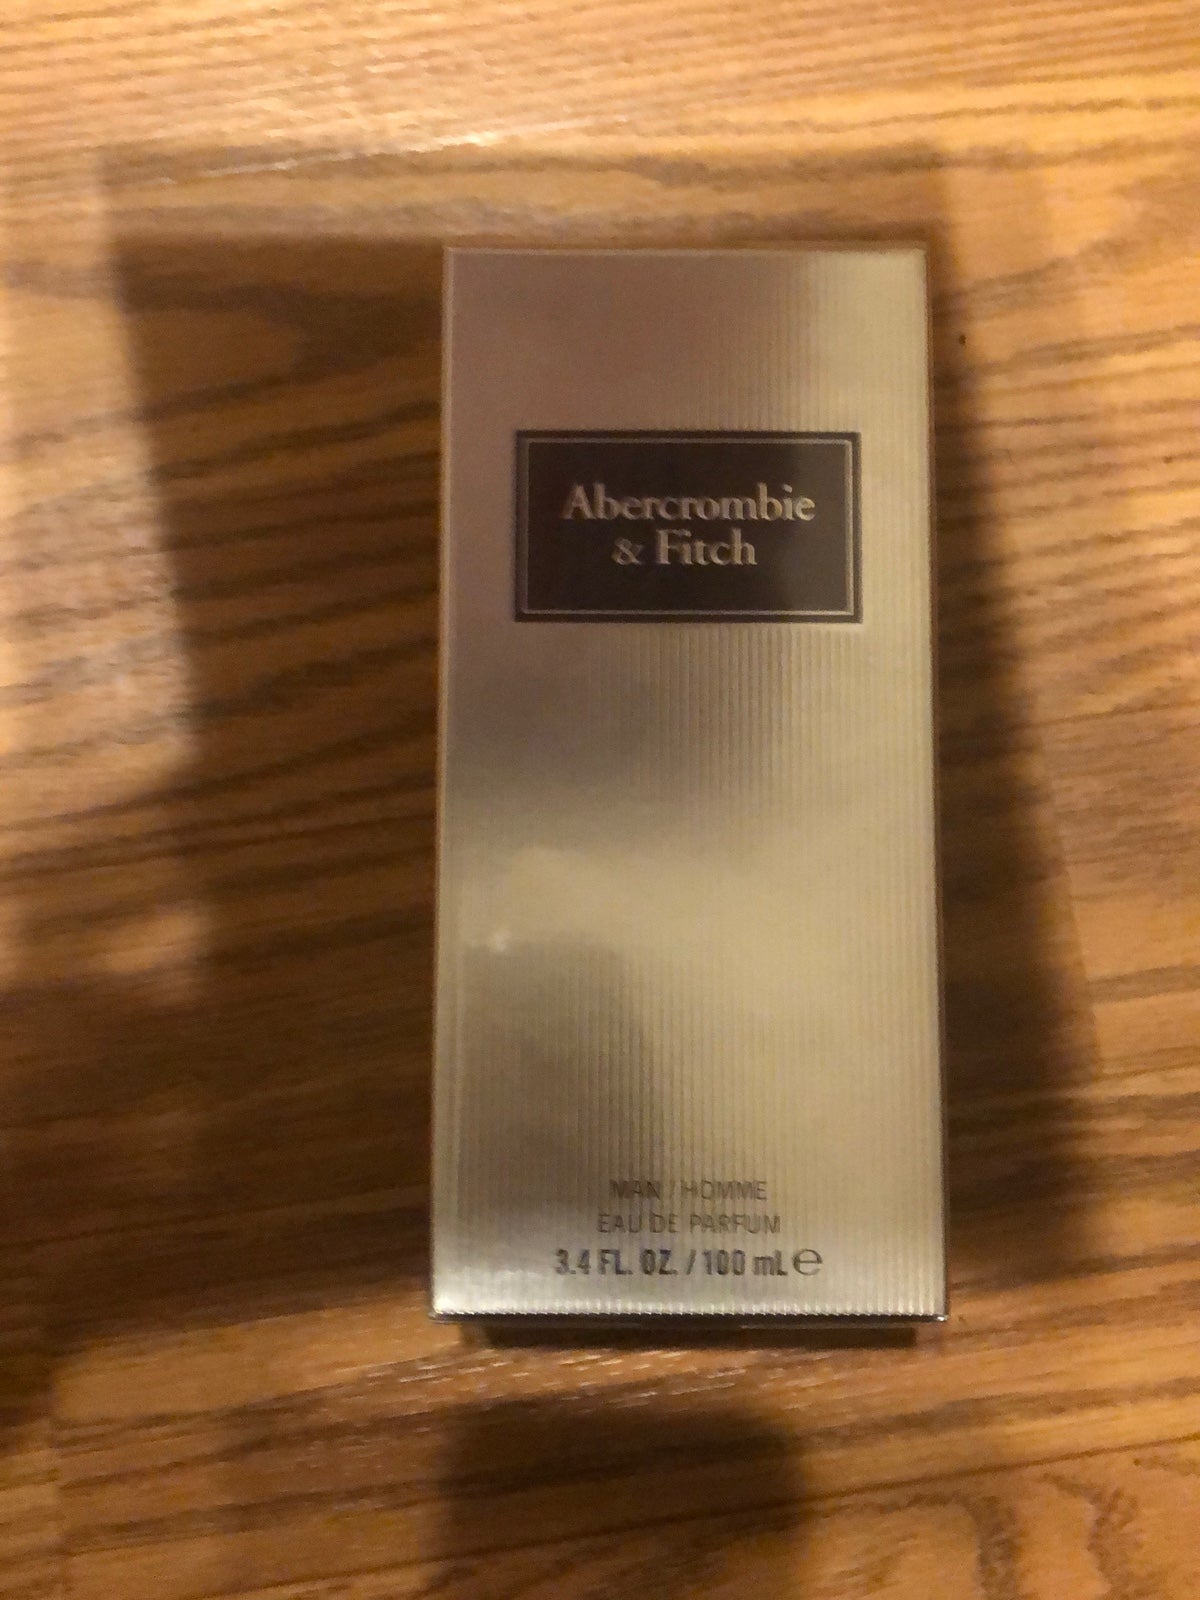 Abercrombie
& Fitch
MAN / HOMME
EAU DE PARFUM
3.4 FL. OZ. / 100 mL ℮